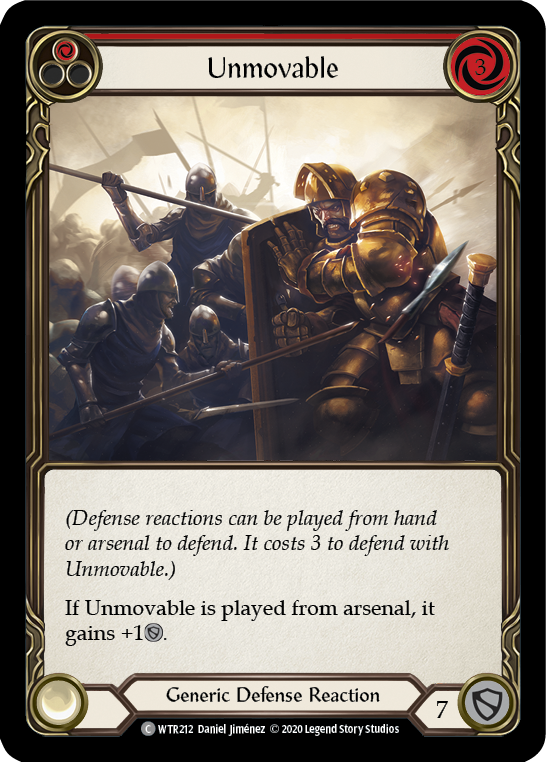 Unmovable
3
(Defense reactions can be played from hand
or arsenal to defend. It costs 3 to defend with
Unmovable.)
If Unmovable is played from arsenal, it
gains +1.
Generic Defense Reaction
7
C WTR212 Daniel Jiménez © 2020 Legend Story Studios